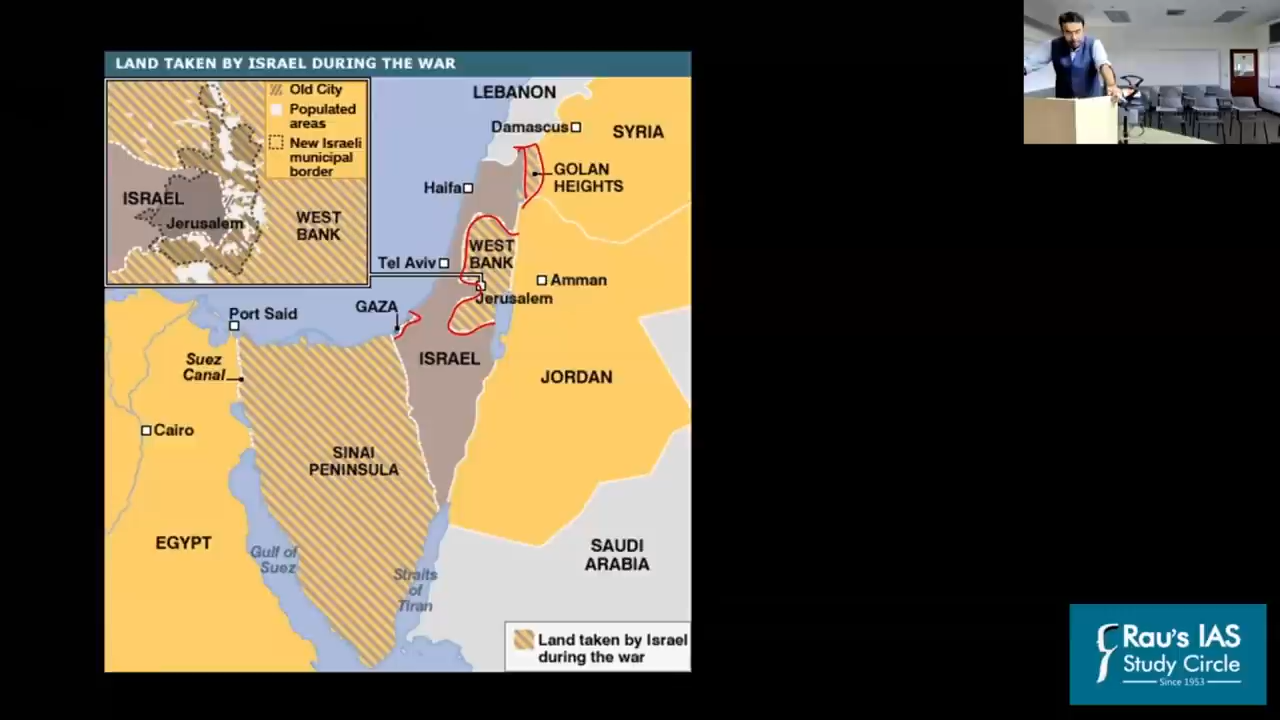 LAND TAKEN BY ISRAEL DURING THE WAR
Old City
Populated
areas
New Israeli
municipal
border
ISRAEL
Jerusalem
WEST
BANK
LEBANON
Damascus
SYRIA
GOLAN
HEIGHTS
Haifa
WEST
BANK
Tel Aviv
Amman
Jerusalem
GAZA
Port Said
ISRAEL
Suez
Canal
JORDAN
Cairo
SINAI
PENINSULA
EGYPT
Gulf of
Suez
Straits
of
Tiran
SAUDI
ARABIA
Land taken by Israel
during the war
Rau's IAS
Study Circle
Since 1953